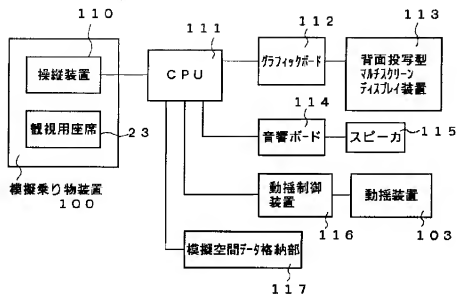 110
操縦装置
観視用座席
23
模擬乗り物装置
100
111
CPU
112
グラフィックボード
113
背面投写型
マルチスクリーン
ディスプレイ装置
114
音響ボード
スピーカ
115
動揺制御
装置
116
動揺装置
103
模擬空間データ格納部
117